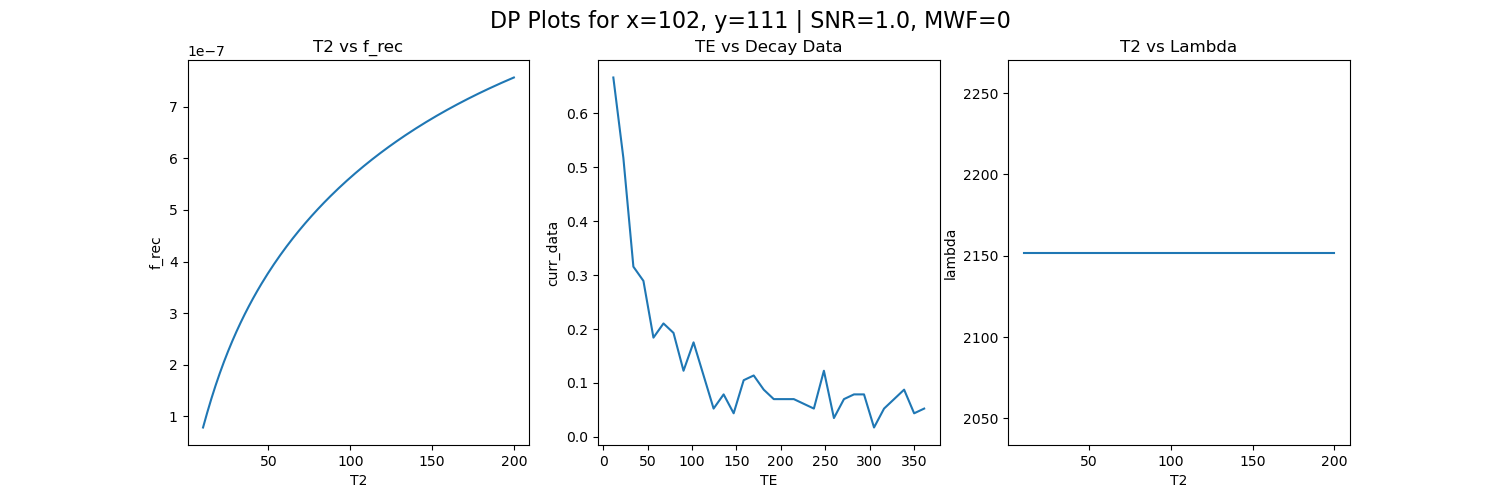 DP Plots for x=102, y=111 | SNR=1.0, MWF=0
T2 vs f_rec
1e−7
7
6
5
4
3
2
1
f_rec
50 100 150 200
T2
TE vs Decay Data
0.6
0.5
0.4
0.3
0.2
0.1
0.0
curr_data
0 50 100 150 200 250 300 350
TE
T2 vs Lambda
2250
2200
2150
2100
2050
lambda
50 100 150 200
T2